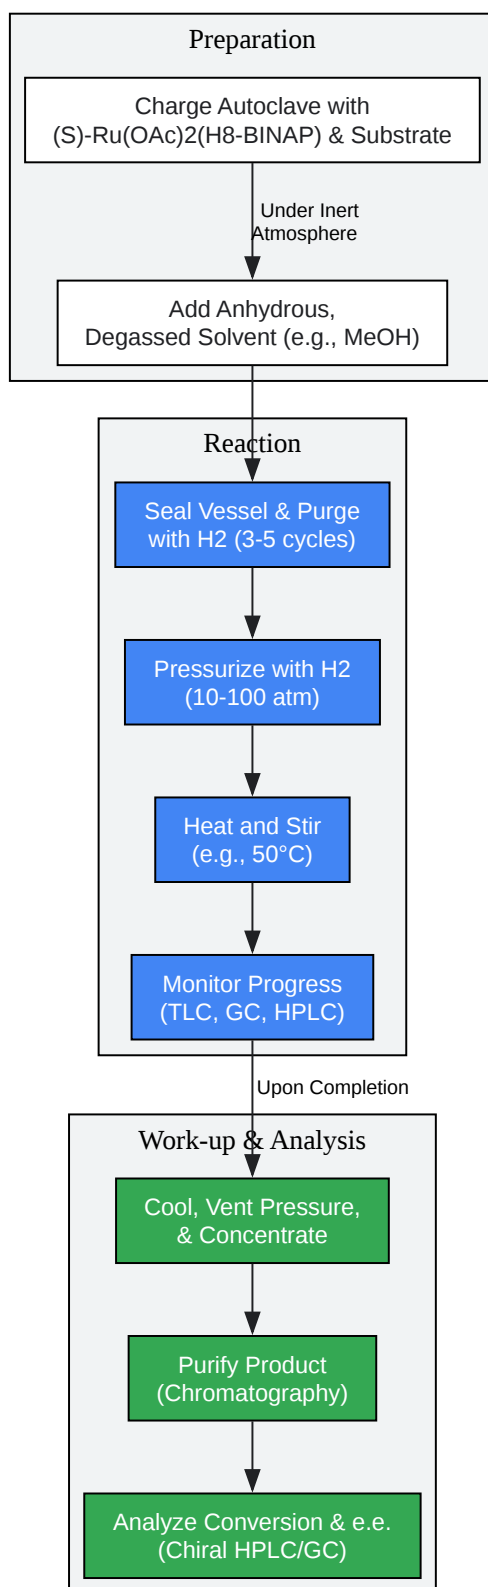 Preparation
Charge Autoclave with
(S)-Ru(OAc)2(H8-BINAP) & Substrate
Under Inert
Atmosphere
Add Anhydrous,
Degassed Solvent (e.g., MeOH)
Reaction
Seal Vessel & Purge
with H2 (3-5 cycles)
Pressurize with H2
(10-100 atm)
Heat and Stir
(e.g., 50°C)
Monitor Progress
(TLC, GC, HPLC)
Upon Completion
Work-up & Analysis
Cool, Vent Pressure,
& Concentrate
Purify Product
(Chromatography)
Analyze Conversion & e.e.
(Chiral HPLC/GC)